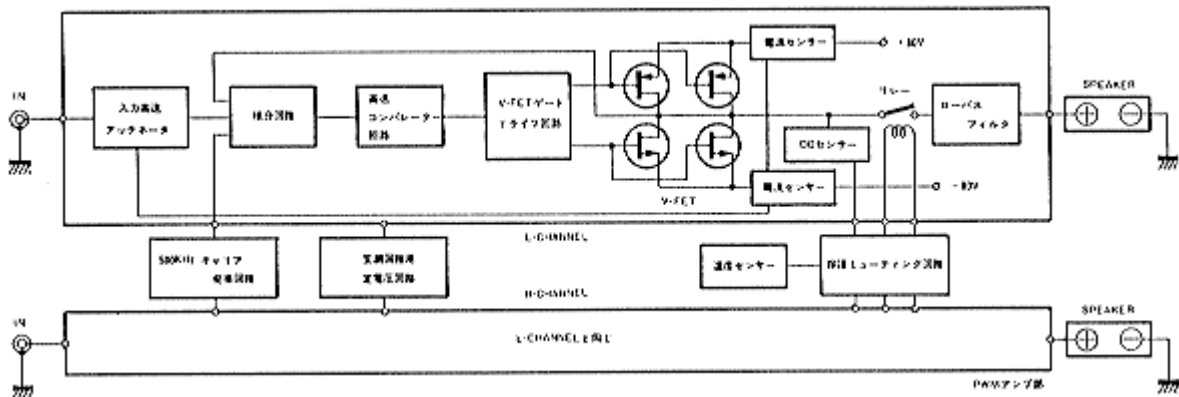 IN
入力高速
アッテネータ
積分回路
高速
コンパレーター
回路
V-FETゲート
ドライブ回路
電流センサー
リレー
ローパス
フィルタ
SPEAKER
DCセンサー
電流センサー
V-FET
L-CHANNEL
500KHz キャリア
発振回路
定電圧回路
温度センサー
保護ミューティング回路
R-CHANNEL
IN
L-CHANNELと同じ
SPEAKER
PWMアンプ部